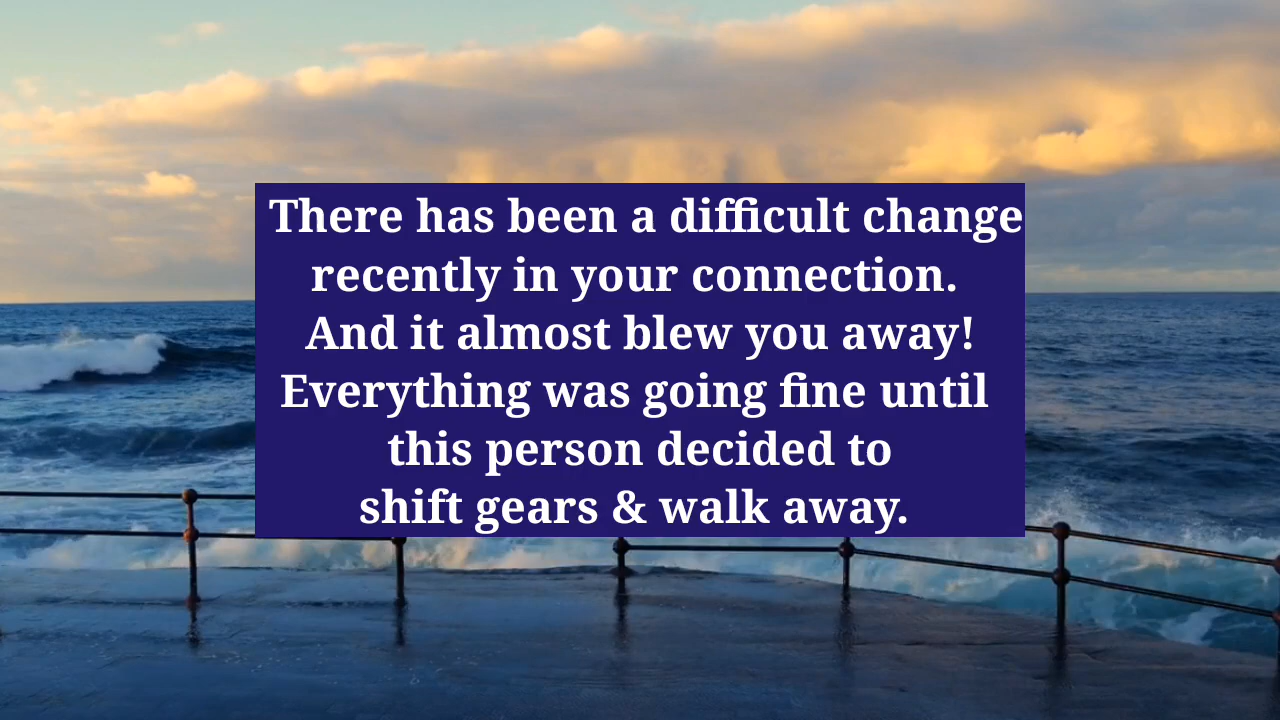 There has been a difficult change
recently in your connection.
And it almost blew you away!
Everything was going fine until
this person decided to
shift gears & walk away.